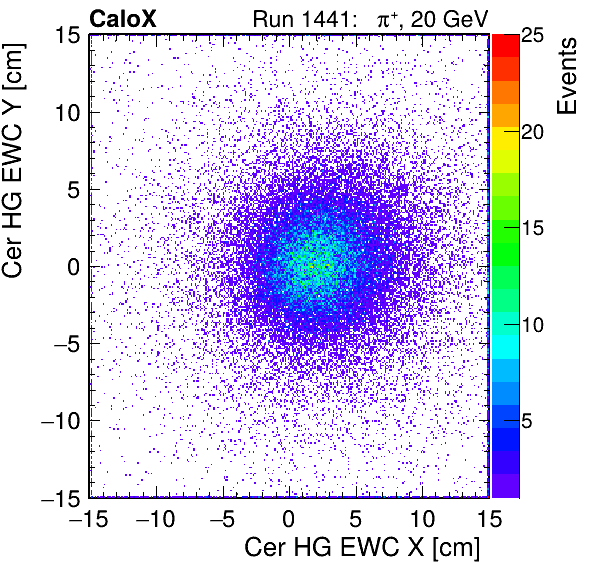 CaloX Run 1441: π⁺, 20 GeV
Cer HG EWC Y [cm]
15
10
5
0
−5
−10
−15
−15 −10 −5 0 5 10 15
Cer HG EWC X [cm]
25
20
15
10
5
Events